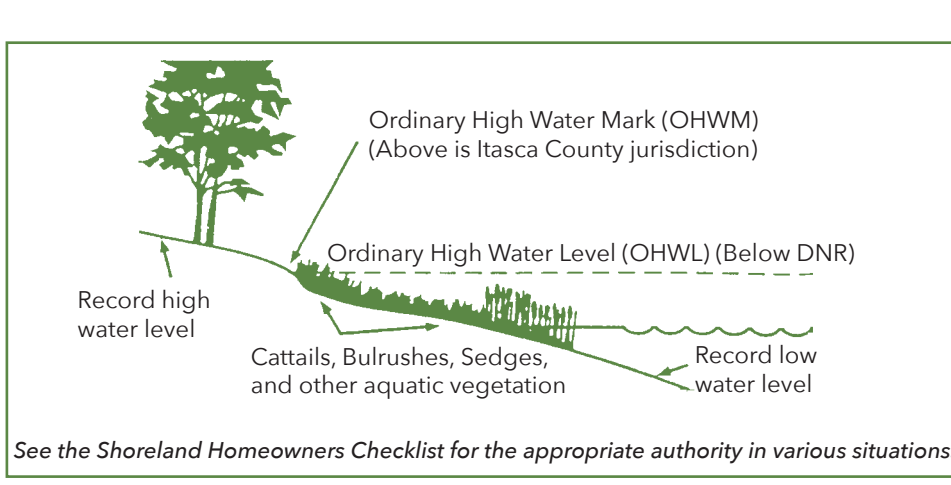 Ordinary High Water Mark (OHWM)
(Above is Itasca County jurisdiction)
Ordinary High Water Level (OHWL) (Below DNR)
Record high
water level
Cattails, Bulrushes, Sedges,
and other aquatic vegetation
Record low
water level
See the Shoreland Homeowners Checklist for the appropriate authority in various situations